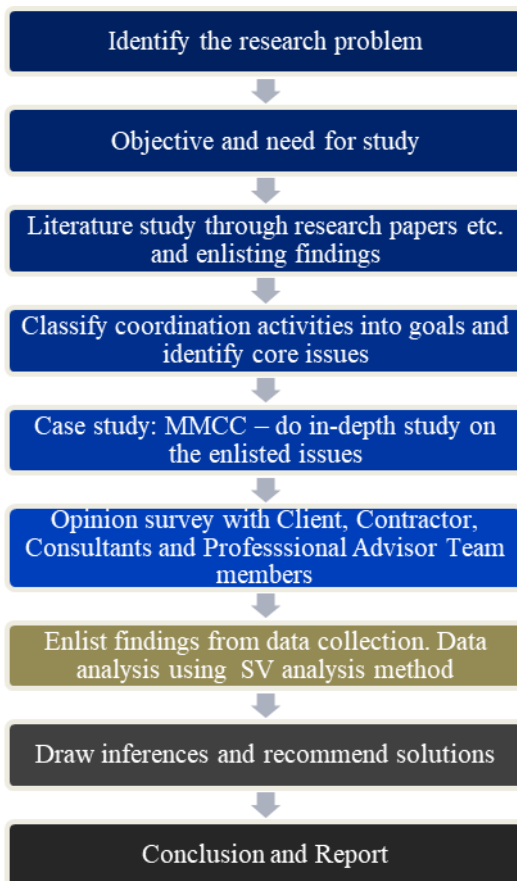 Identify the research problem
Objective and need for study
Literature study through research papers etc.
and enlisting findings
Classify coordination activities into goals and
identify core issues
Case study: MMCC – do in-depth study on
the enlisted issues
Opinion survey with Client, Contractor,
Consultants and Professsional Advisor Team
members
Enlist findings from data collection. Data
analysis using SV analysis method
Draw inferences and recommend solutions
Conclusion and Report